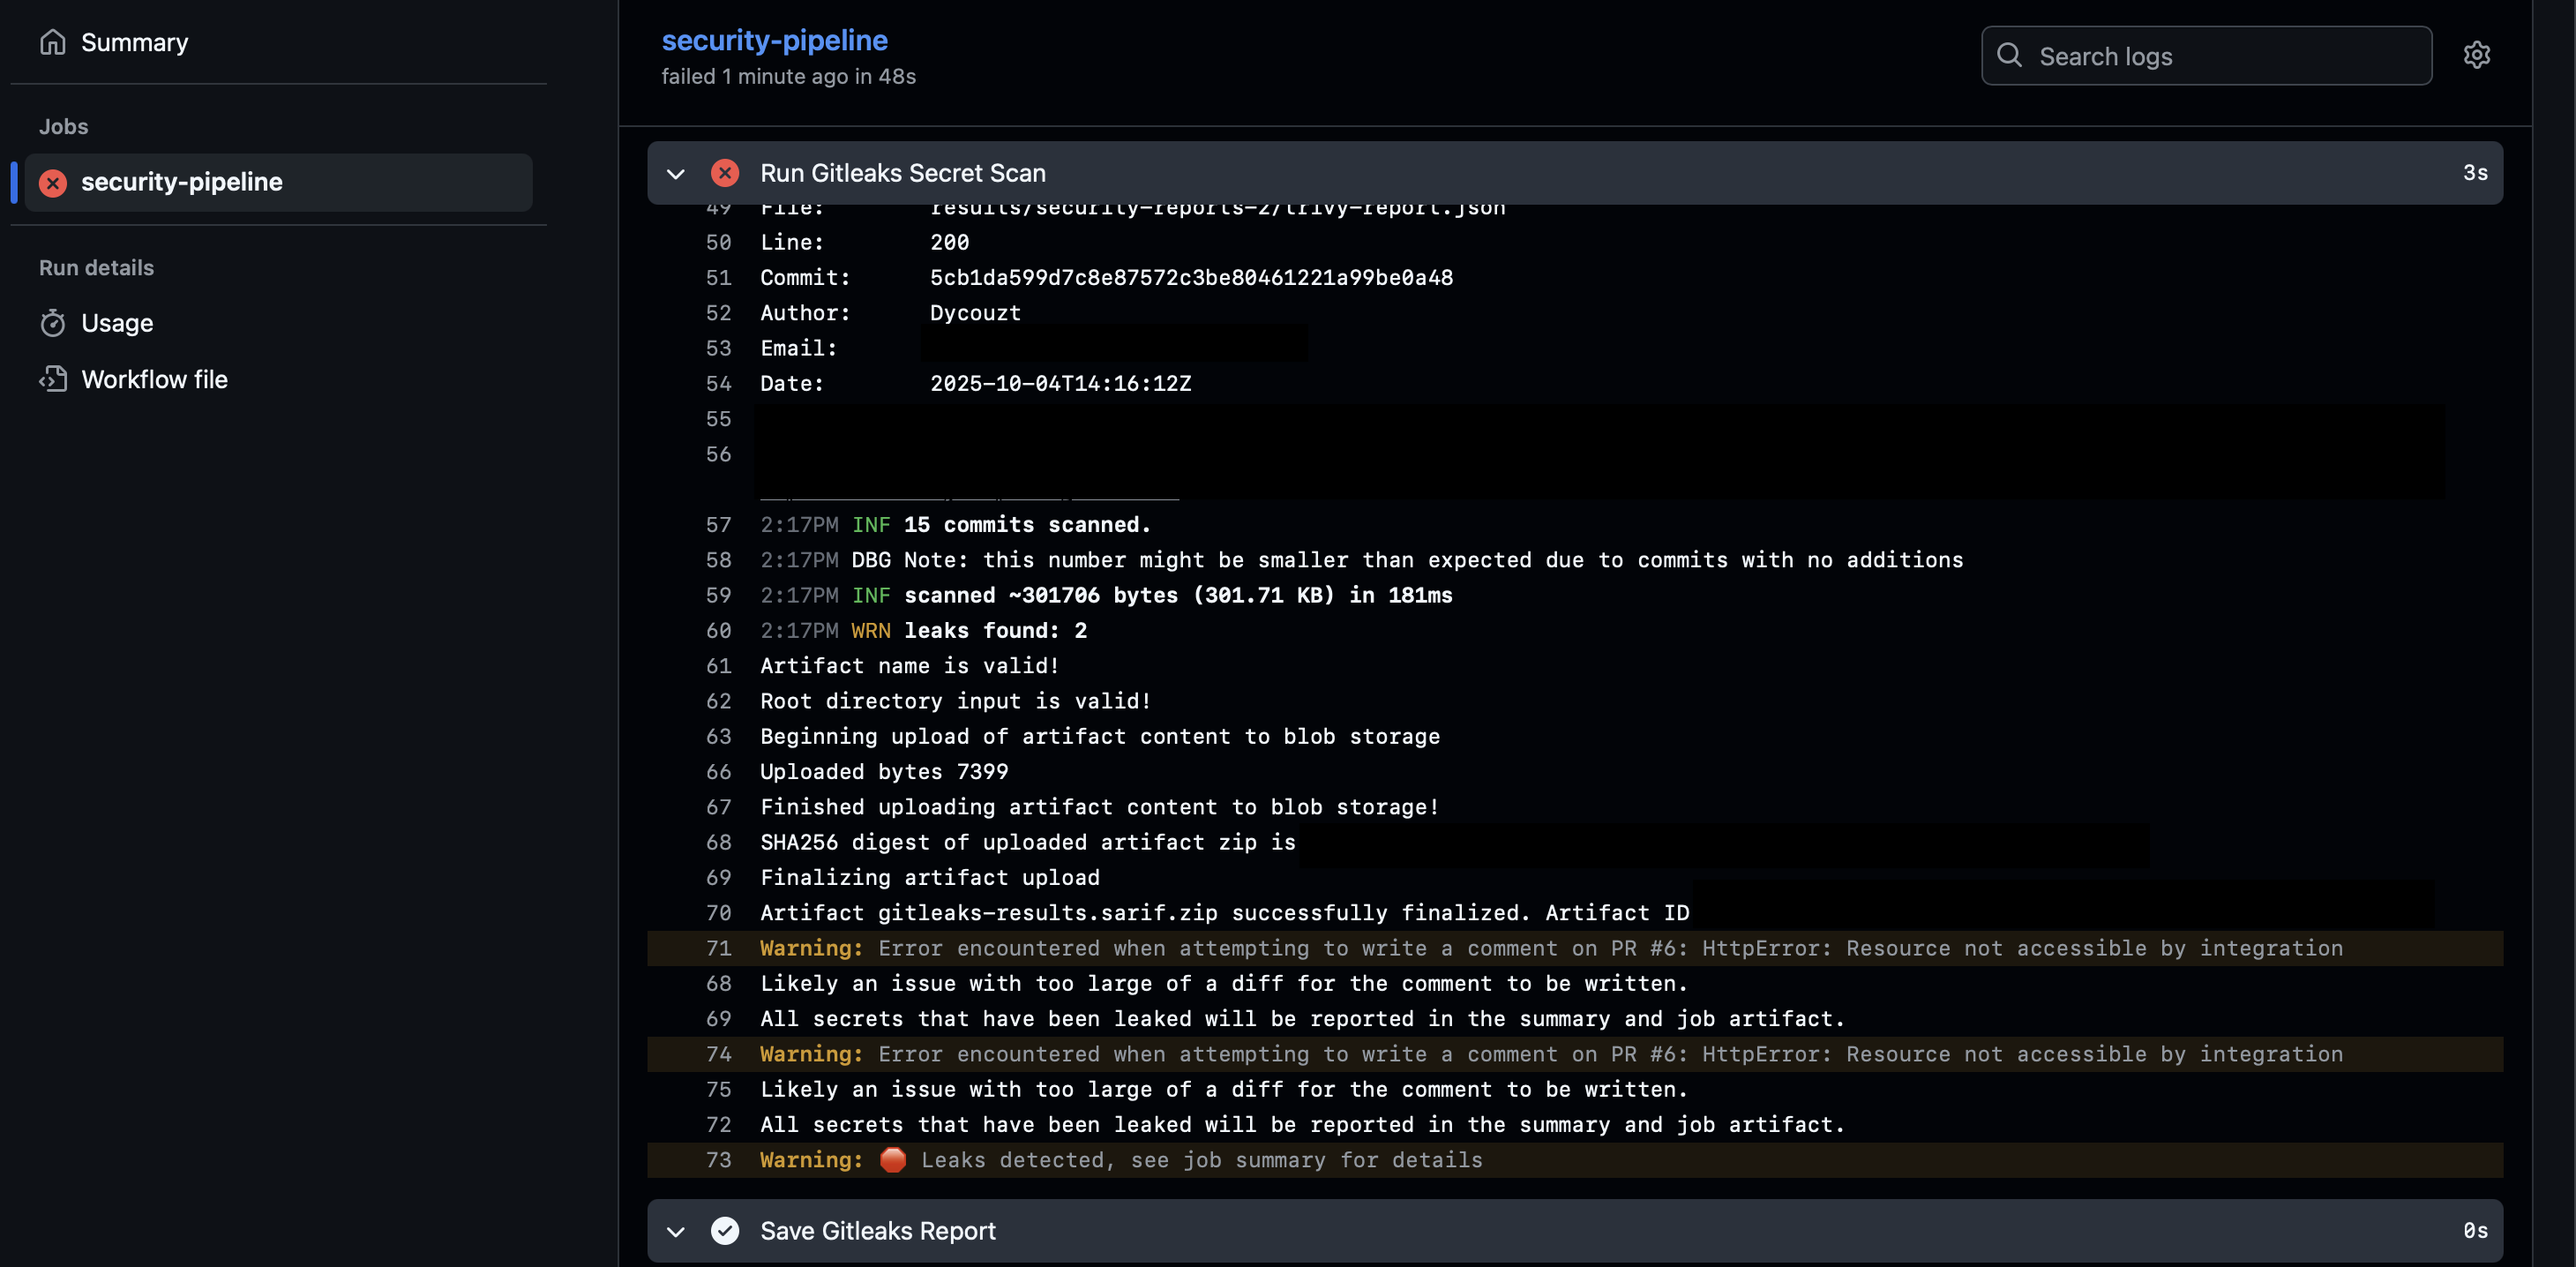 Summary
Jobs
security-pipeline
Run details
Usage
Workflow file
security-pipeline
failed 1 minute ago in 48s
Search logs
Run Gitleaks Secret Scan 3s
49 File: results/security-reports-2/trivy-report.json
50 Line: 200
51 Commit: 5cb1da599d7c8e87572c3be80461221a99be0a48
52 Author: Dycouzt
53 Email:
54 Date: 2025-10-04T14:16:12Z
55
56
57 2:17PM INF 15 commits scanned.
58 2:17PM DBG Note: this number might be smaller than expected due to commits with no additions
59 2:17PM INF scanned ~301706 bytes (301.71 KB) in 181ms
60 2:17PM WRN leaks found: 2
61 Artifact name is valid!
62 Root directory input is valid!
63 Beginning upload of artifact content to blob storage
66 Uploaded bytes 7399
67 Finished uploading artifact content to blob storage!
68 SHA256 digest of uploaded artifact zip is
69 Finalizing artifact upload
70 Artifact gitleaks-results.sarif.zip successfully finalized. Artifact ID
71 Warning: Error encountered when attempting to write a comment on PR #6: HttpError: Resource not accessible by integration
68 Likely an issue with too large of a diff for the comment to be written.
69 All secrets that have been leaked will be reported in the summary and job artifact.
74 Warning: Error encountered when attempting to write a comment on PR #6: HttpError: Resource not accessible by integration
75 Likely an issue with too large of a diff for the comment to be written.
72 All secrets that have been leaked will be reported in the summary and job artifact.
73 Warning: 🛑 Leaks detected, see job summary for details
Save Gitleaks Report 0s